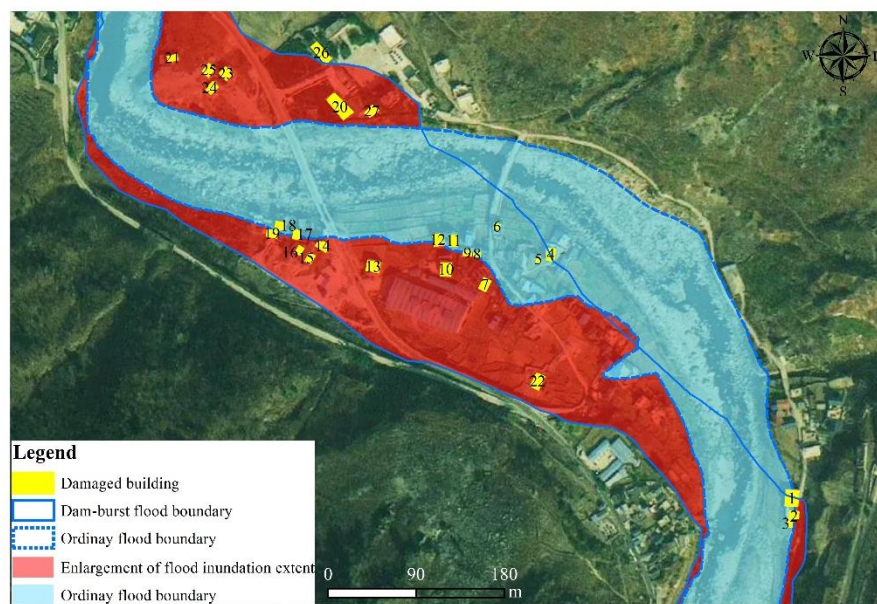 N
W E
S
21
25 23
24
26
20
27
18
19 17
16 15 14
13
12 11
9 8
10
7
6
5 4
22
1
2
3
Legend
Damaged building
Dam-burst flood boundary
Ordinay flood boundary
Enlargement of flood inundation extent
Ordinay flood boundary
0 90 180
m